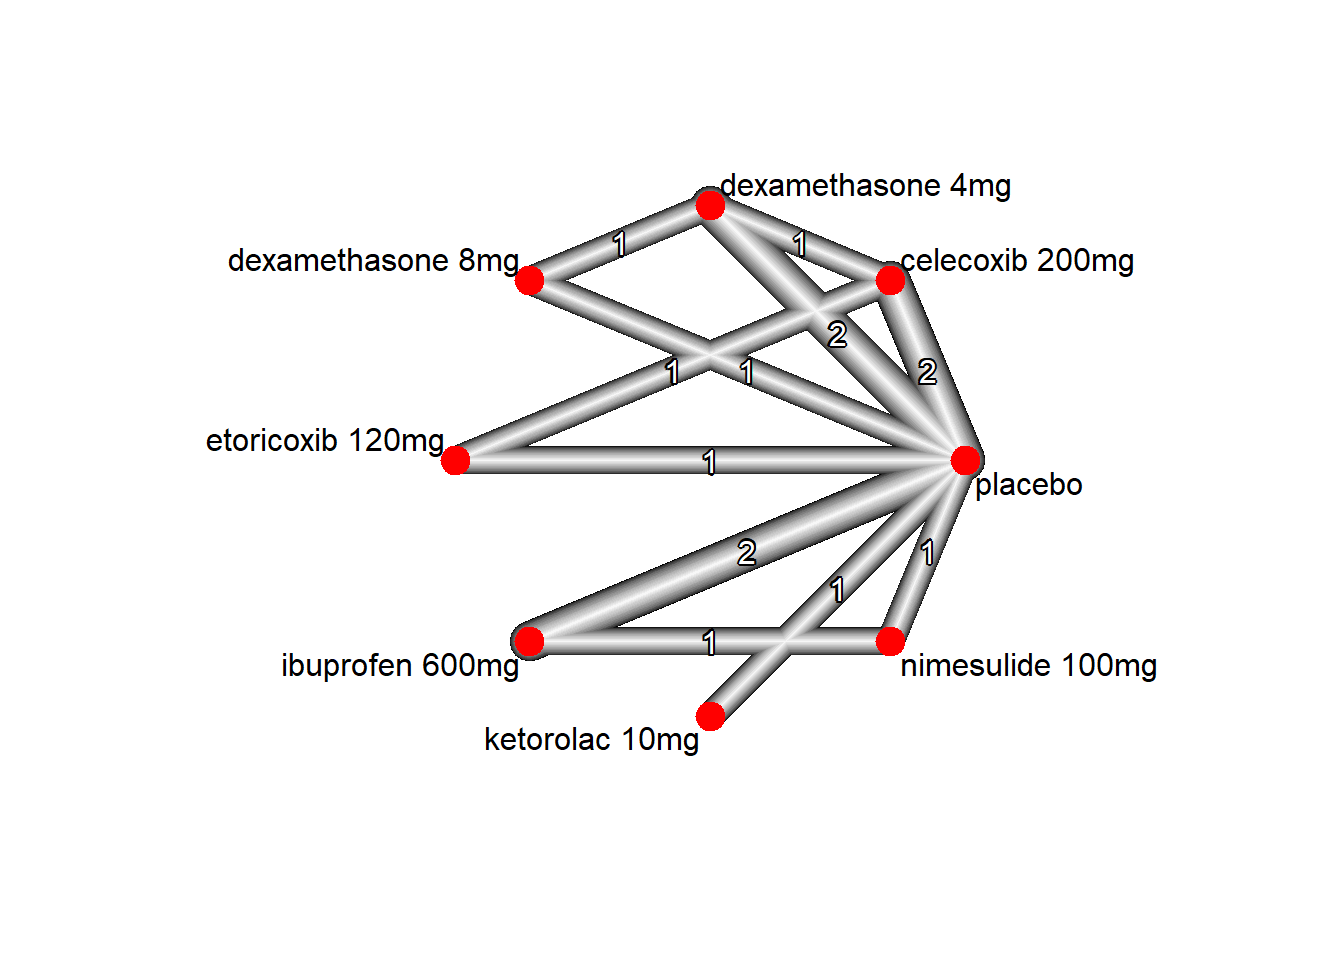 dexamethasone 4mg
dexamethasone 8mg
1
1
celecoxib 200mg
2
1
1
2
etoricoxib 120mg
1
placebo
2
1
1
1
ibuprofen 600mg
nimesulide 100mg
ketorolac 10mg